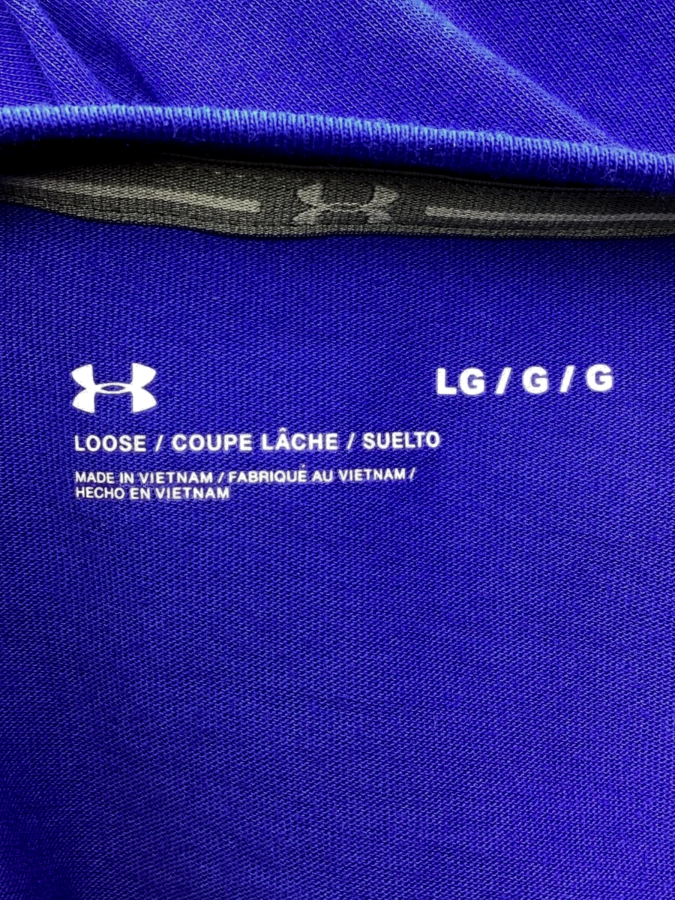 LG / G / G
LOOSE / COUPE LÂCHE / SUELTO
MADE IN VIETNAM / FABRIQUÉ AU VIETNAM /
HECHO EN VIETNAM